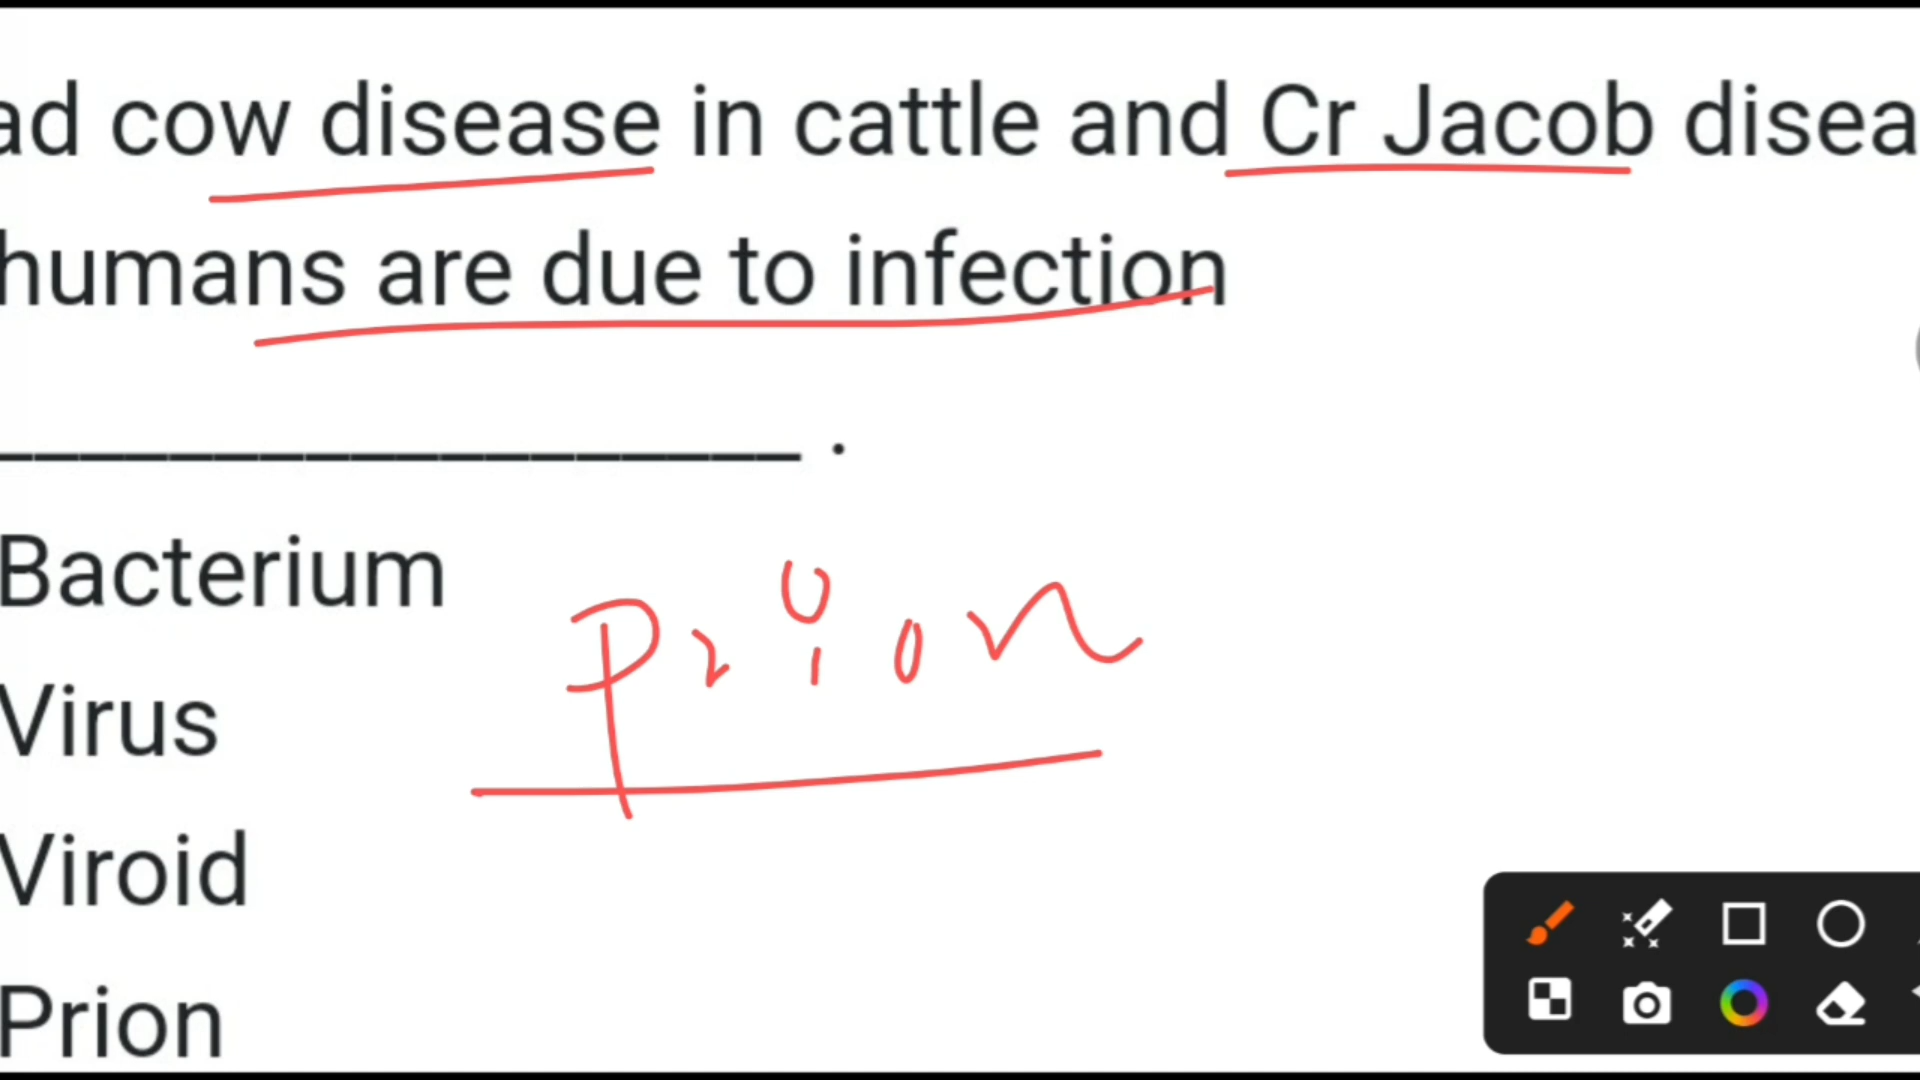 ad cow disease in cattle and Cr Jacob disea
humans are due to infection
____________________ .
Bacterium
Prion
Virus
Viroid
Prion